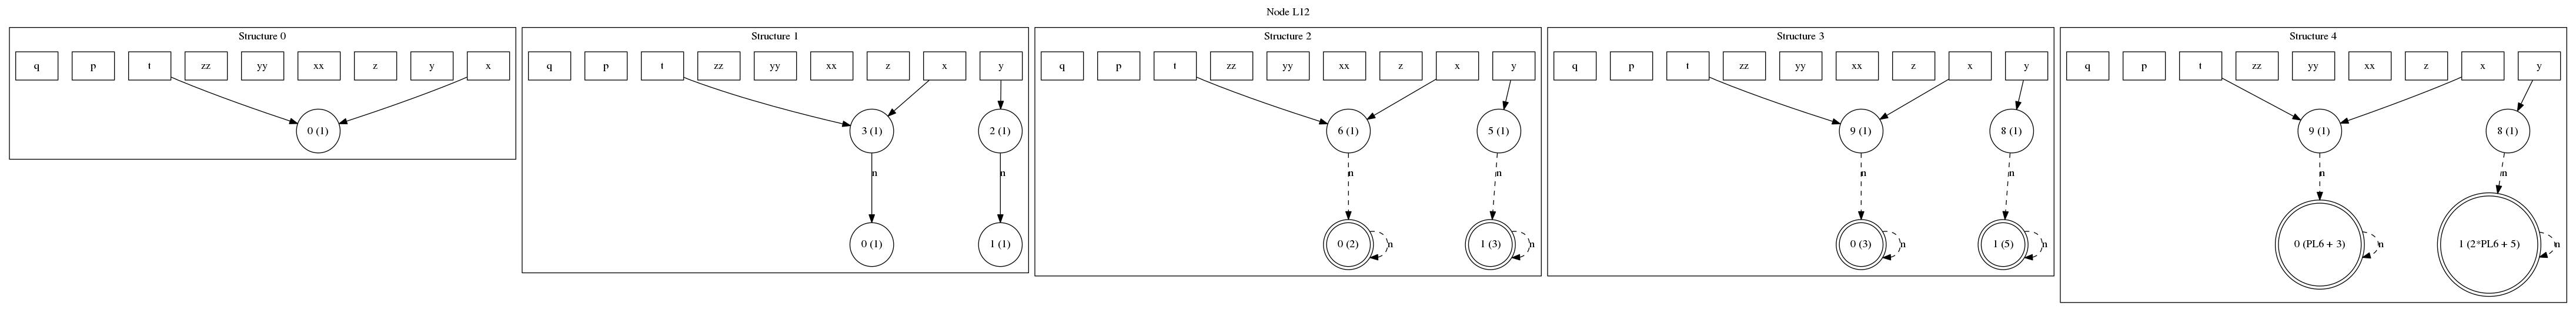 Node L12
Structure 0
q p t zz yy xx z y x
0 (1)
Structure 1
q p t zz yy xx z x y
3 (1) 2 (1)
n n
0 (1) 1 (1)
Structure 2
q p t zz yy xx z x y
6 (1) 5 (1)
n n
0 (2) n 1 (3) n
Structure 3
q p t zz yy xx z x y
9 (1) 8 (1)
n n
0 (3) n 1 (5) n
Structure 4
q p t zz yy xx z x y
9 (1) 8 (1)
n n
0 (PL6 + 3) n 1 (2*PL6 + 5) n